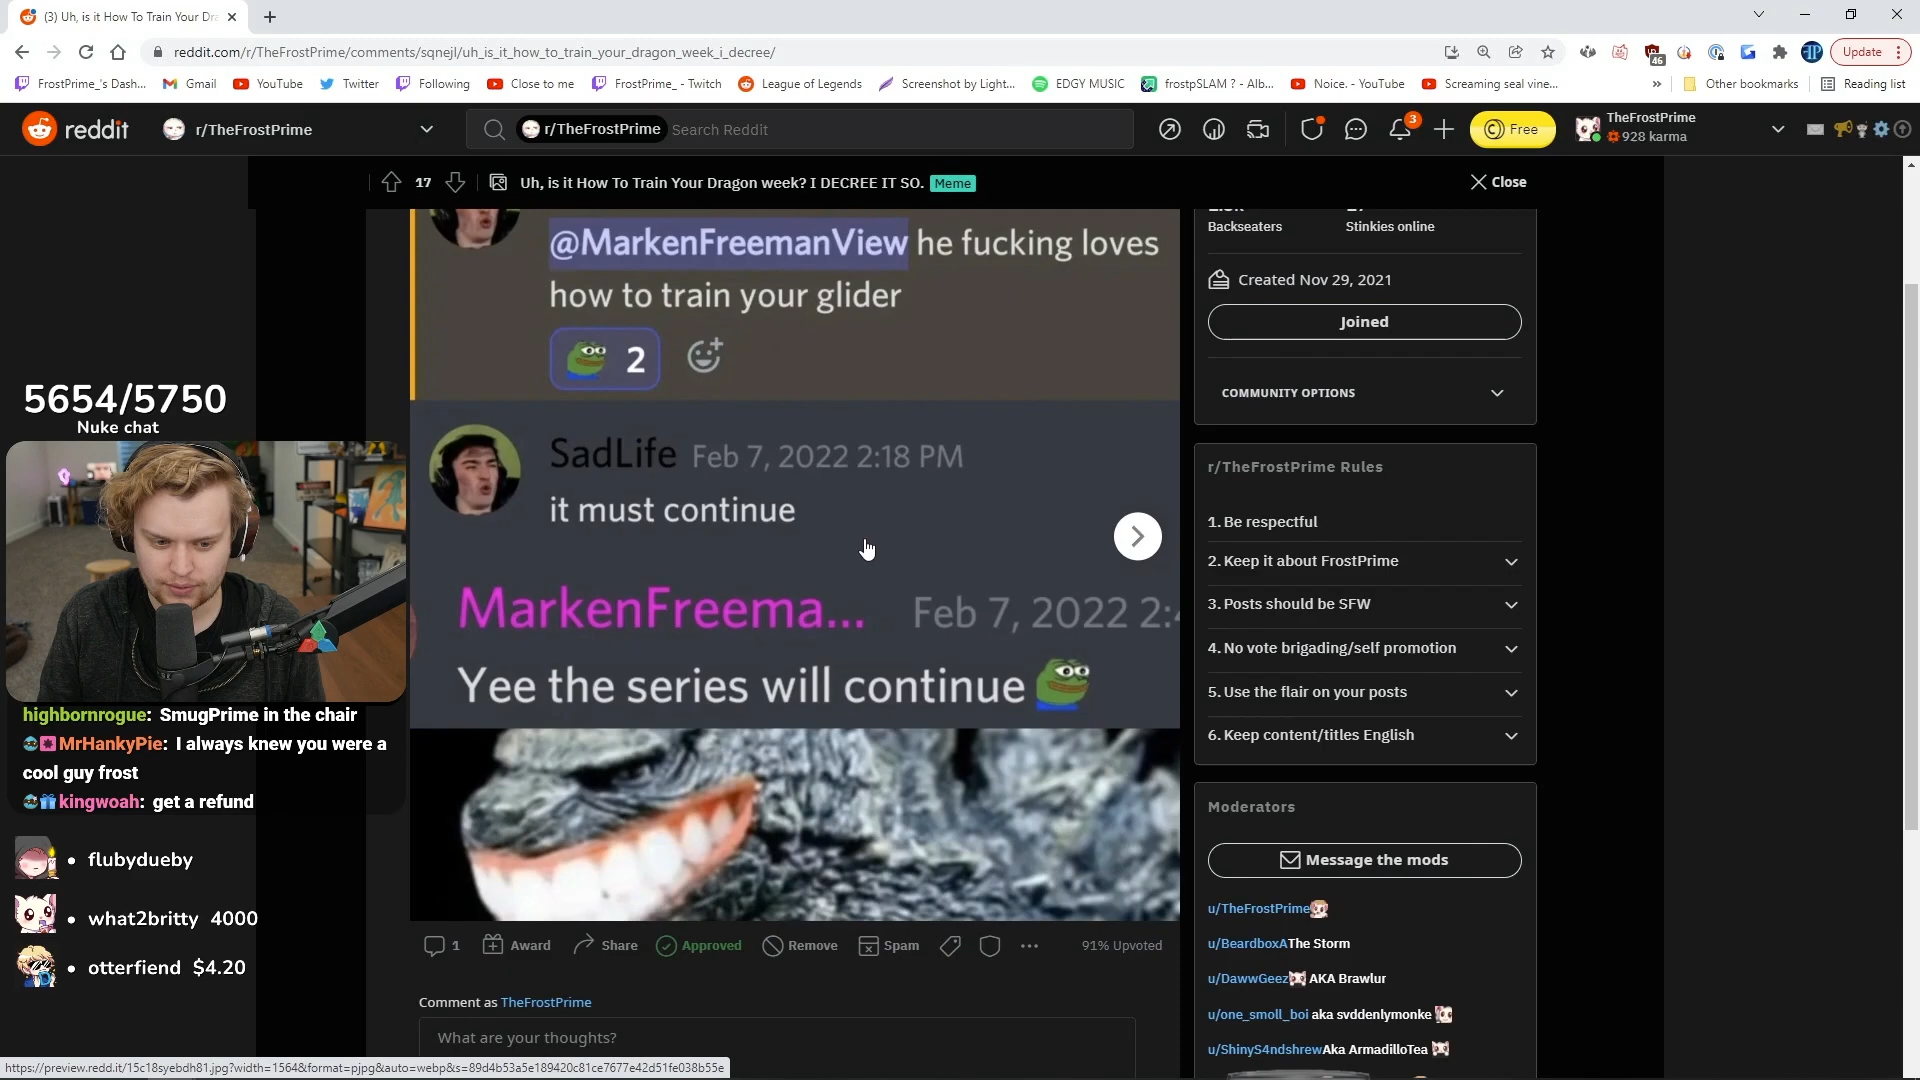 (3) Uh, is it How To Train Your Dra
reddit.com/r/TheFrostPrime/comments/sqnejl/uh_is_it_how_to_train_your_dragon_week_i_decree/
46
Update
FrostPrime_'s Dash...
Gmail
YouTube
Twitter
Following
Close to me
FrostPrime_ - Twitch
League of Legends
Screenshot by Light...
EDGY MUSIC
frostpSLAM ? - Alb...
Noice. - YouTube
Screaming seal vine...
»
Other bookmarks
Reading list
reddit
r/TheFrostPrime
r/TheFrostPrime
Search Reddit
3
Free
TheFrostPrime
928 karma
17
Uh, is it How To Train Your Dragon week? I DECREE IT SO.
Meme
Close
@MarkenFreemanView he fucking loves
how to train your glider
2
SadLife Feb 7, 2022 2:18 PM
it must continue
MarkenFreema... Feb 7, 2022 2:4
Yee the series will continue
1
Award
Share
Approved
Remove
Spam
91% Upvoted
Comment as TheFrostPrime
What are your thoughts?
Backseaters
Stinkies online
Created Nov 29, 2021
Joined
COMMUNITY OPTIONS
r/TheFrostPrime Rules
1. Be respectful
2. Keep it about FrostPrime
3. Posts should be SFW
4. No vote brigading/self promotion
5. Use the flair on your posts
6. Keep content/titles English
Moderators
Message the mods
u/TheFrostPrime
u/BeardboxA The Storm
u/DawwGeez AKA Brawlur
u/one_smoll_boi aka svddenlymonke
u/ShinyS4ndshrew Aka ArmadilloTea
5654/5750
Nuke chat
highbornrogue: SmugPrime in the chair
MrHankyPie: I always knew you were a
cool guy frost
kingwoah: get a refund
• flubydueby
• what2britty 4000
• otterfiend $4.20
https://preview.redd.it/15c18syebdh81.jpg?width=1564&format=pjpg&auto=webp&s=89d4b53a5e189420c81ce7677e42d51fe038b55e